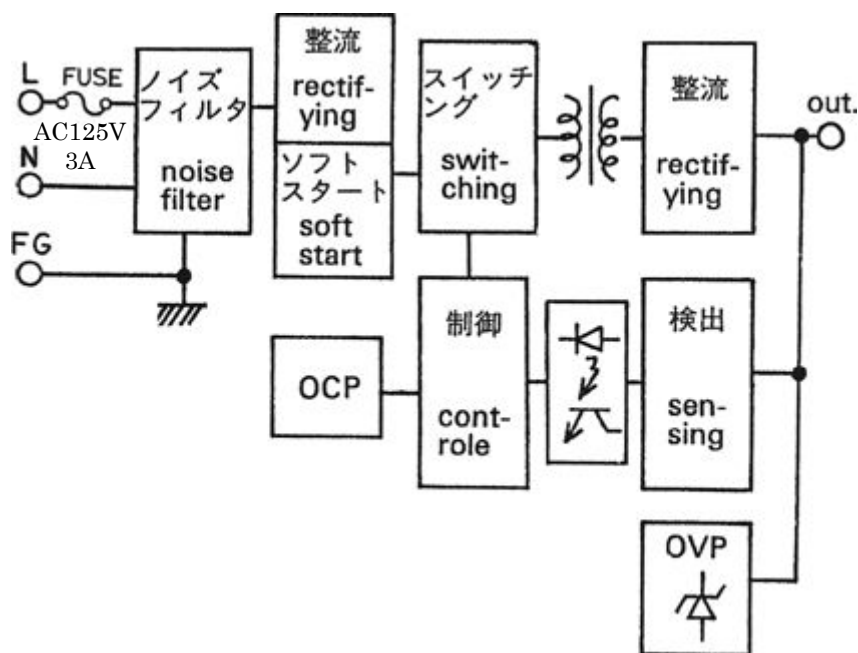 L
FUSE
AC125V
3A
N
FG
ノイズ
フィルタ
noise
filter
整流
rectif-
ying
ソフト
スタート
soft
start
スイッチ
ング
swit-
ching
整流
rectif-
ying
out.
OCP
制御
cont-
role
検出
sen-
sing
OVP